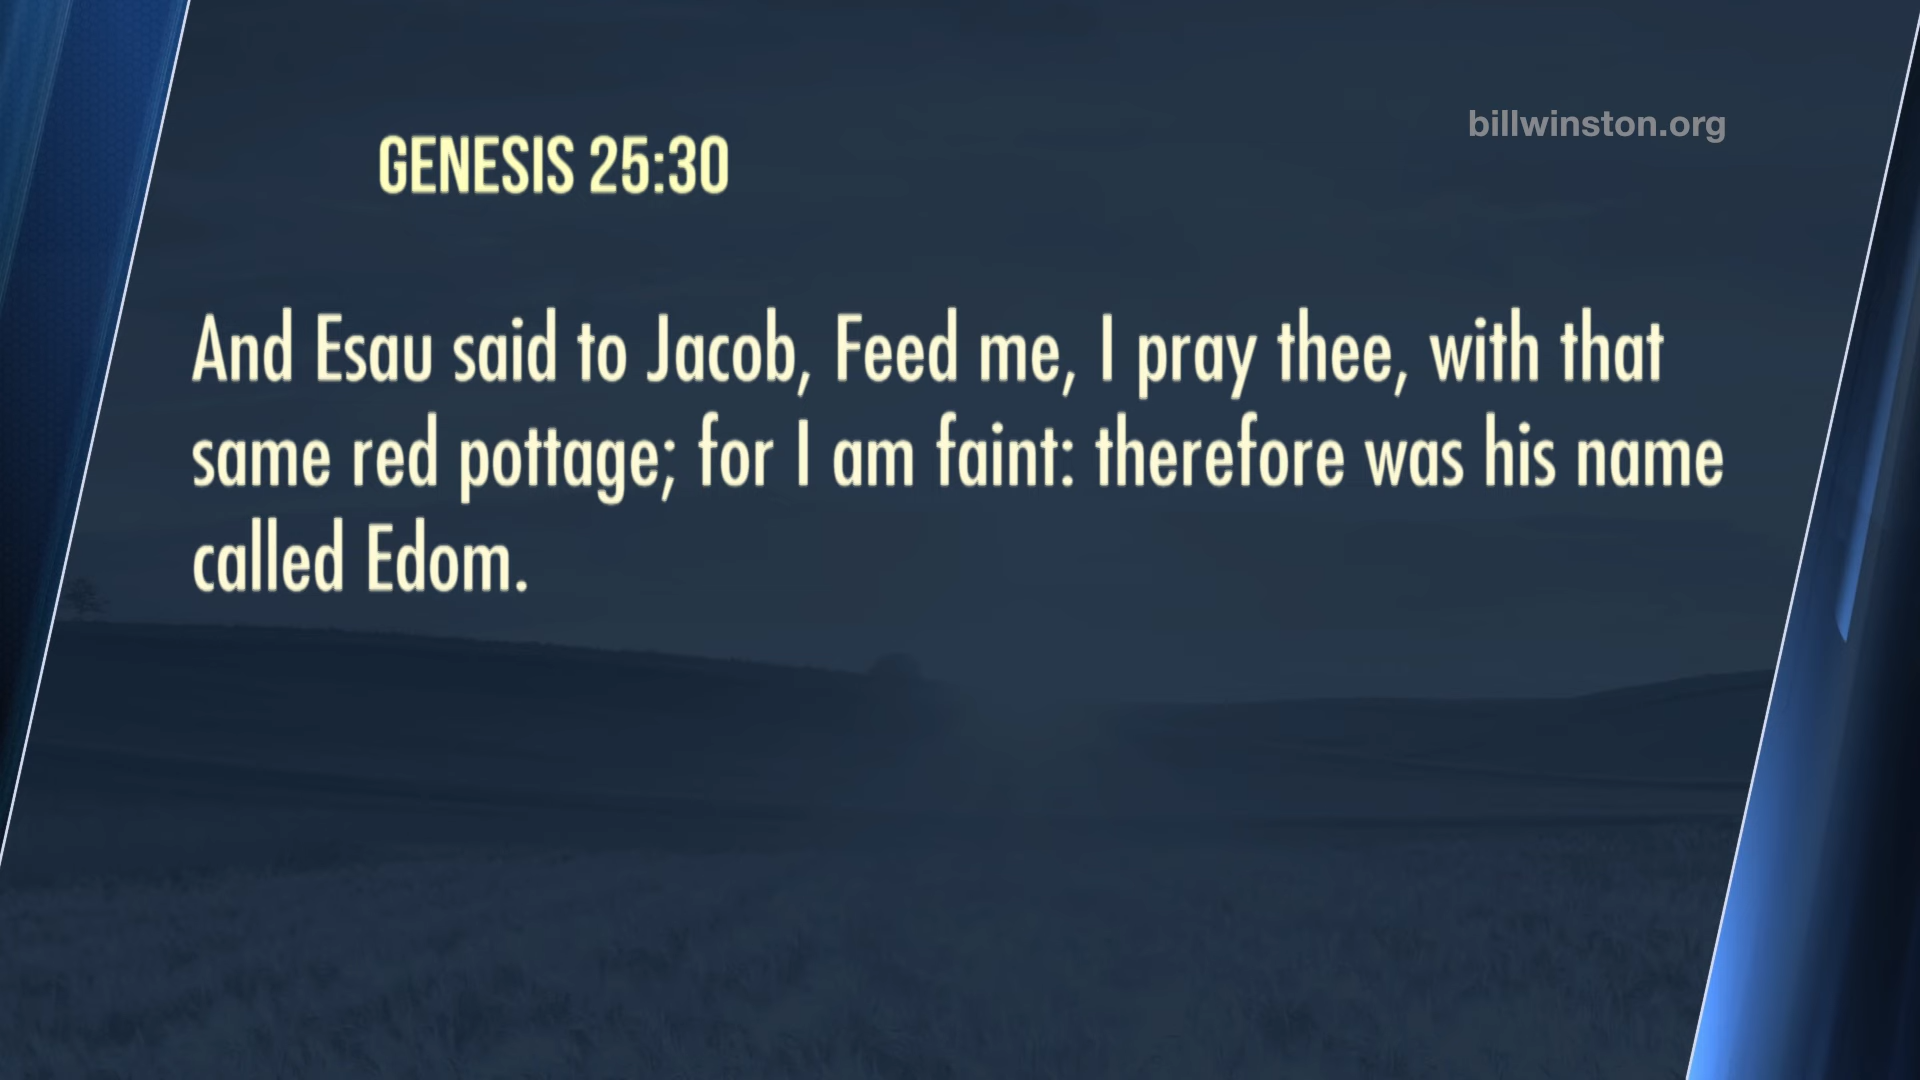 billwinston.org
GENESIS 25:30
And Esau said to Jacob, Feed me, I pray thee, with that
same red pottage; for I am faint: therefore was his name
called Edom.